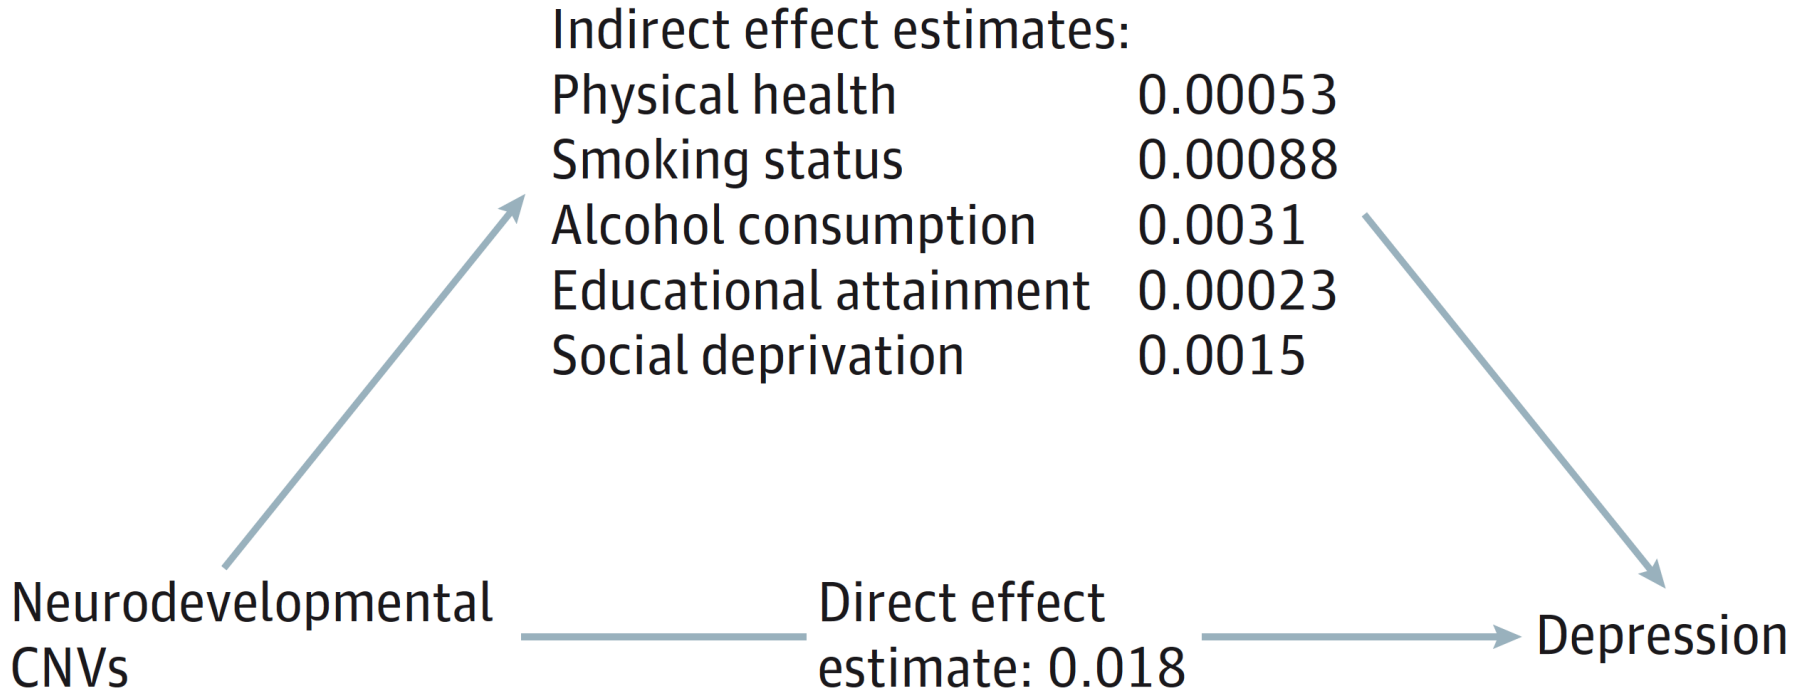 Indirect effect estimates:
Physical health 0.00053
Smoking status 0.00088
Alcohol consumption 0.0031
Educational attainment 0.00023
Social deprivation 0.0015
Neurodevelopmental
CNVs
Direct effect
estimate: 0.018
Depression